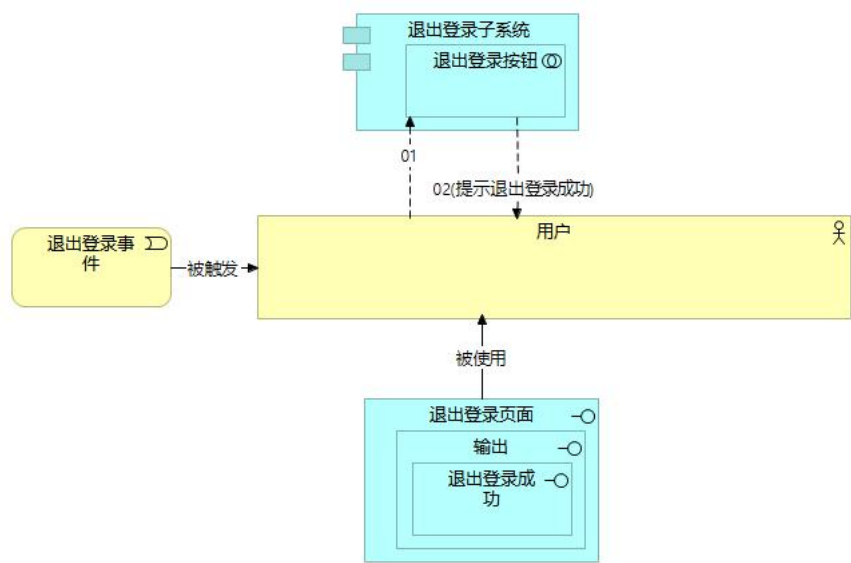 退出登录子系统
退出登录按钮
01
02(提示退出登录成功)
用户
退出登录事
件
被触发
被使用
退出登录页面
输出
退出登录成
功